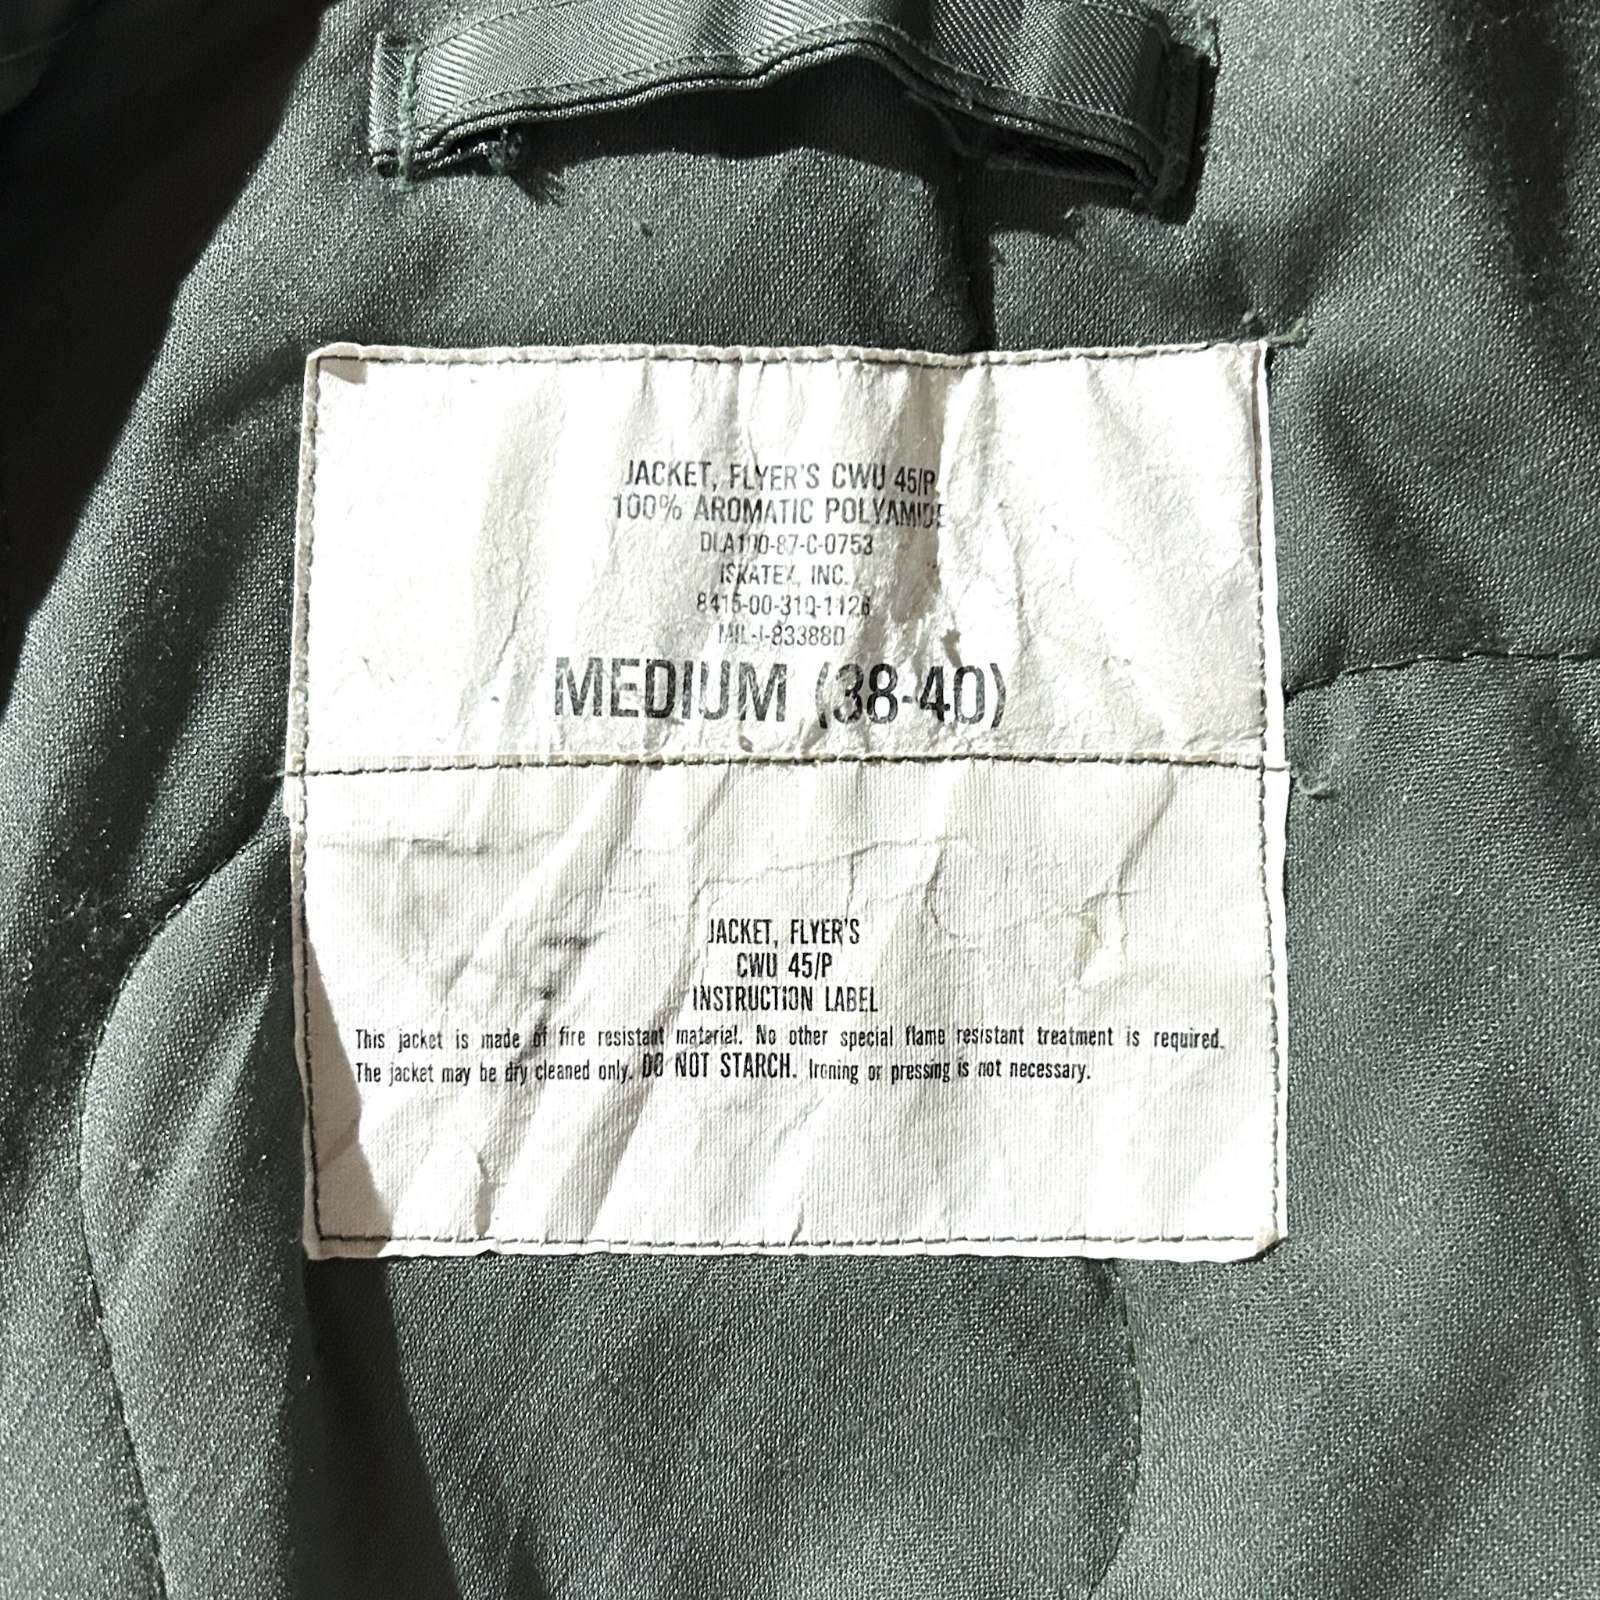 JACKET, FLYER'S CWU 45/P
100% AROMATIC POLYAMIDE
DLA100-87-C-0753
ISRATEX, INC.
8415-00-310-1126
MIL-J-83388D
MEDIUM (38-40)
JACKET, FLYER'S
CWU 45/P
INSTRUCTION LABEL
This jacket is made of fire resistant material. No other special flame resistant treatment is required.
The jacket may be dry cleaned only. DO NOT STARCH. Ironing or pressing is not necessary.